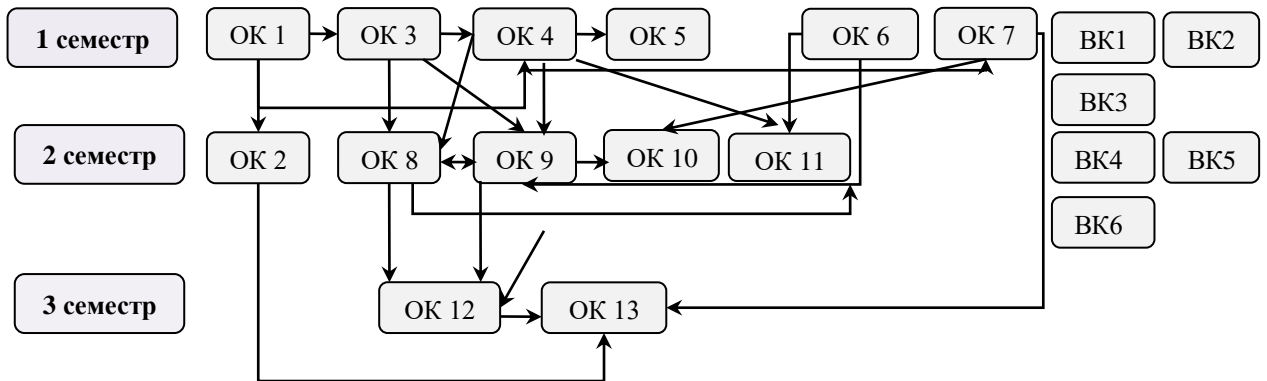 1 семестр ОК 1 ОК 3 ОК 4 ОК 5 ОК 6 ОК 7 ВК1 ВК2
ВК3
2 семестр ОК 2 ОК 8 ОК 9 ОК 10 ОК 11 ВК4 ВК5
ВК6
3 семестр ОК 12 ОК 13